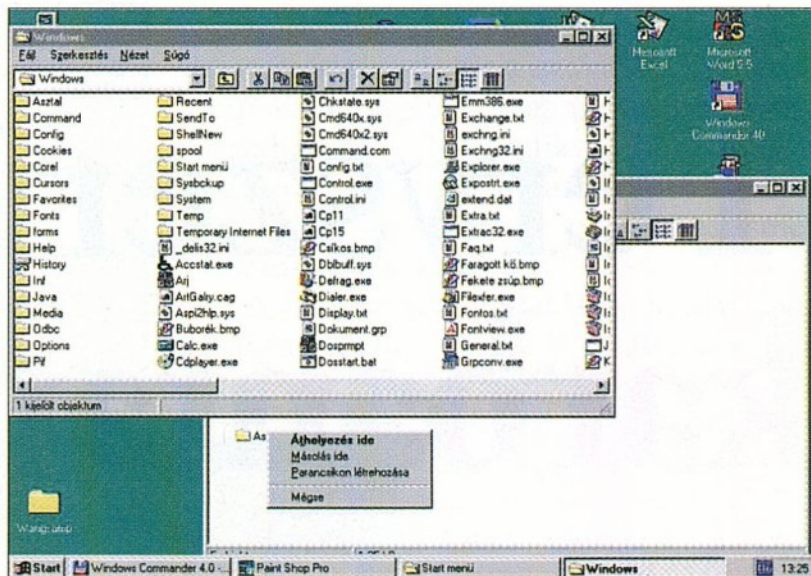 Windows
Fájl Szerkesztés Nézet Súgó
Windows
Asztal
Command
Config
Cookies
Corel
Cursors
Favorites
Fonts
forms
Help
History
Inf
Java
Media
Odbc
Options
Pif
Recent
SendTo
ShellNew
spool
Start menü
Sysbckup
System
Temp
Temporary Internet Files
_delis32.ini
Accstat.exe
Arj
ArtGalry.cag
Aspi2hlp.sys
Buborék.bmp
Calc.exe
Cdplayer.exe
Chkstate.sys
Cmd640x.sys
Cmd640x2.sys
Command.com
Config.txt
Control.exe
Control.ini
Cp11
Cp15
Csíkos.bmp
Dblbuff.sys
Defrag.exe
Dialer.exe
Display.txt
Dokument.grp
Dosprmpt
Dosstart.bat
Emm386.exe
Exchange.txt
exchng.ini
Exchng32.ini
Explorer.exe
Expostrt.exe
extend.dat
Extra.txt
Extrac32.exe
Faq.txt
Faragott kő.bmp
Fekete zsúp.bmp
Filexfer.exe
Fontos.txt
Fontview.exe
General.txt
Grpconv.exe
1 kijelölt objektum
Microsoft
Excel
Microsoft
Word 5.5
Windows
Commander 40
As
Áthelyezés ide
Másolás ide
Parancsikon létrehozása
Mégse
Start
Windows Commander 4.0 -...
Paint Shop Pro
Start menü
Windows
13:25